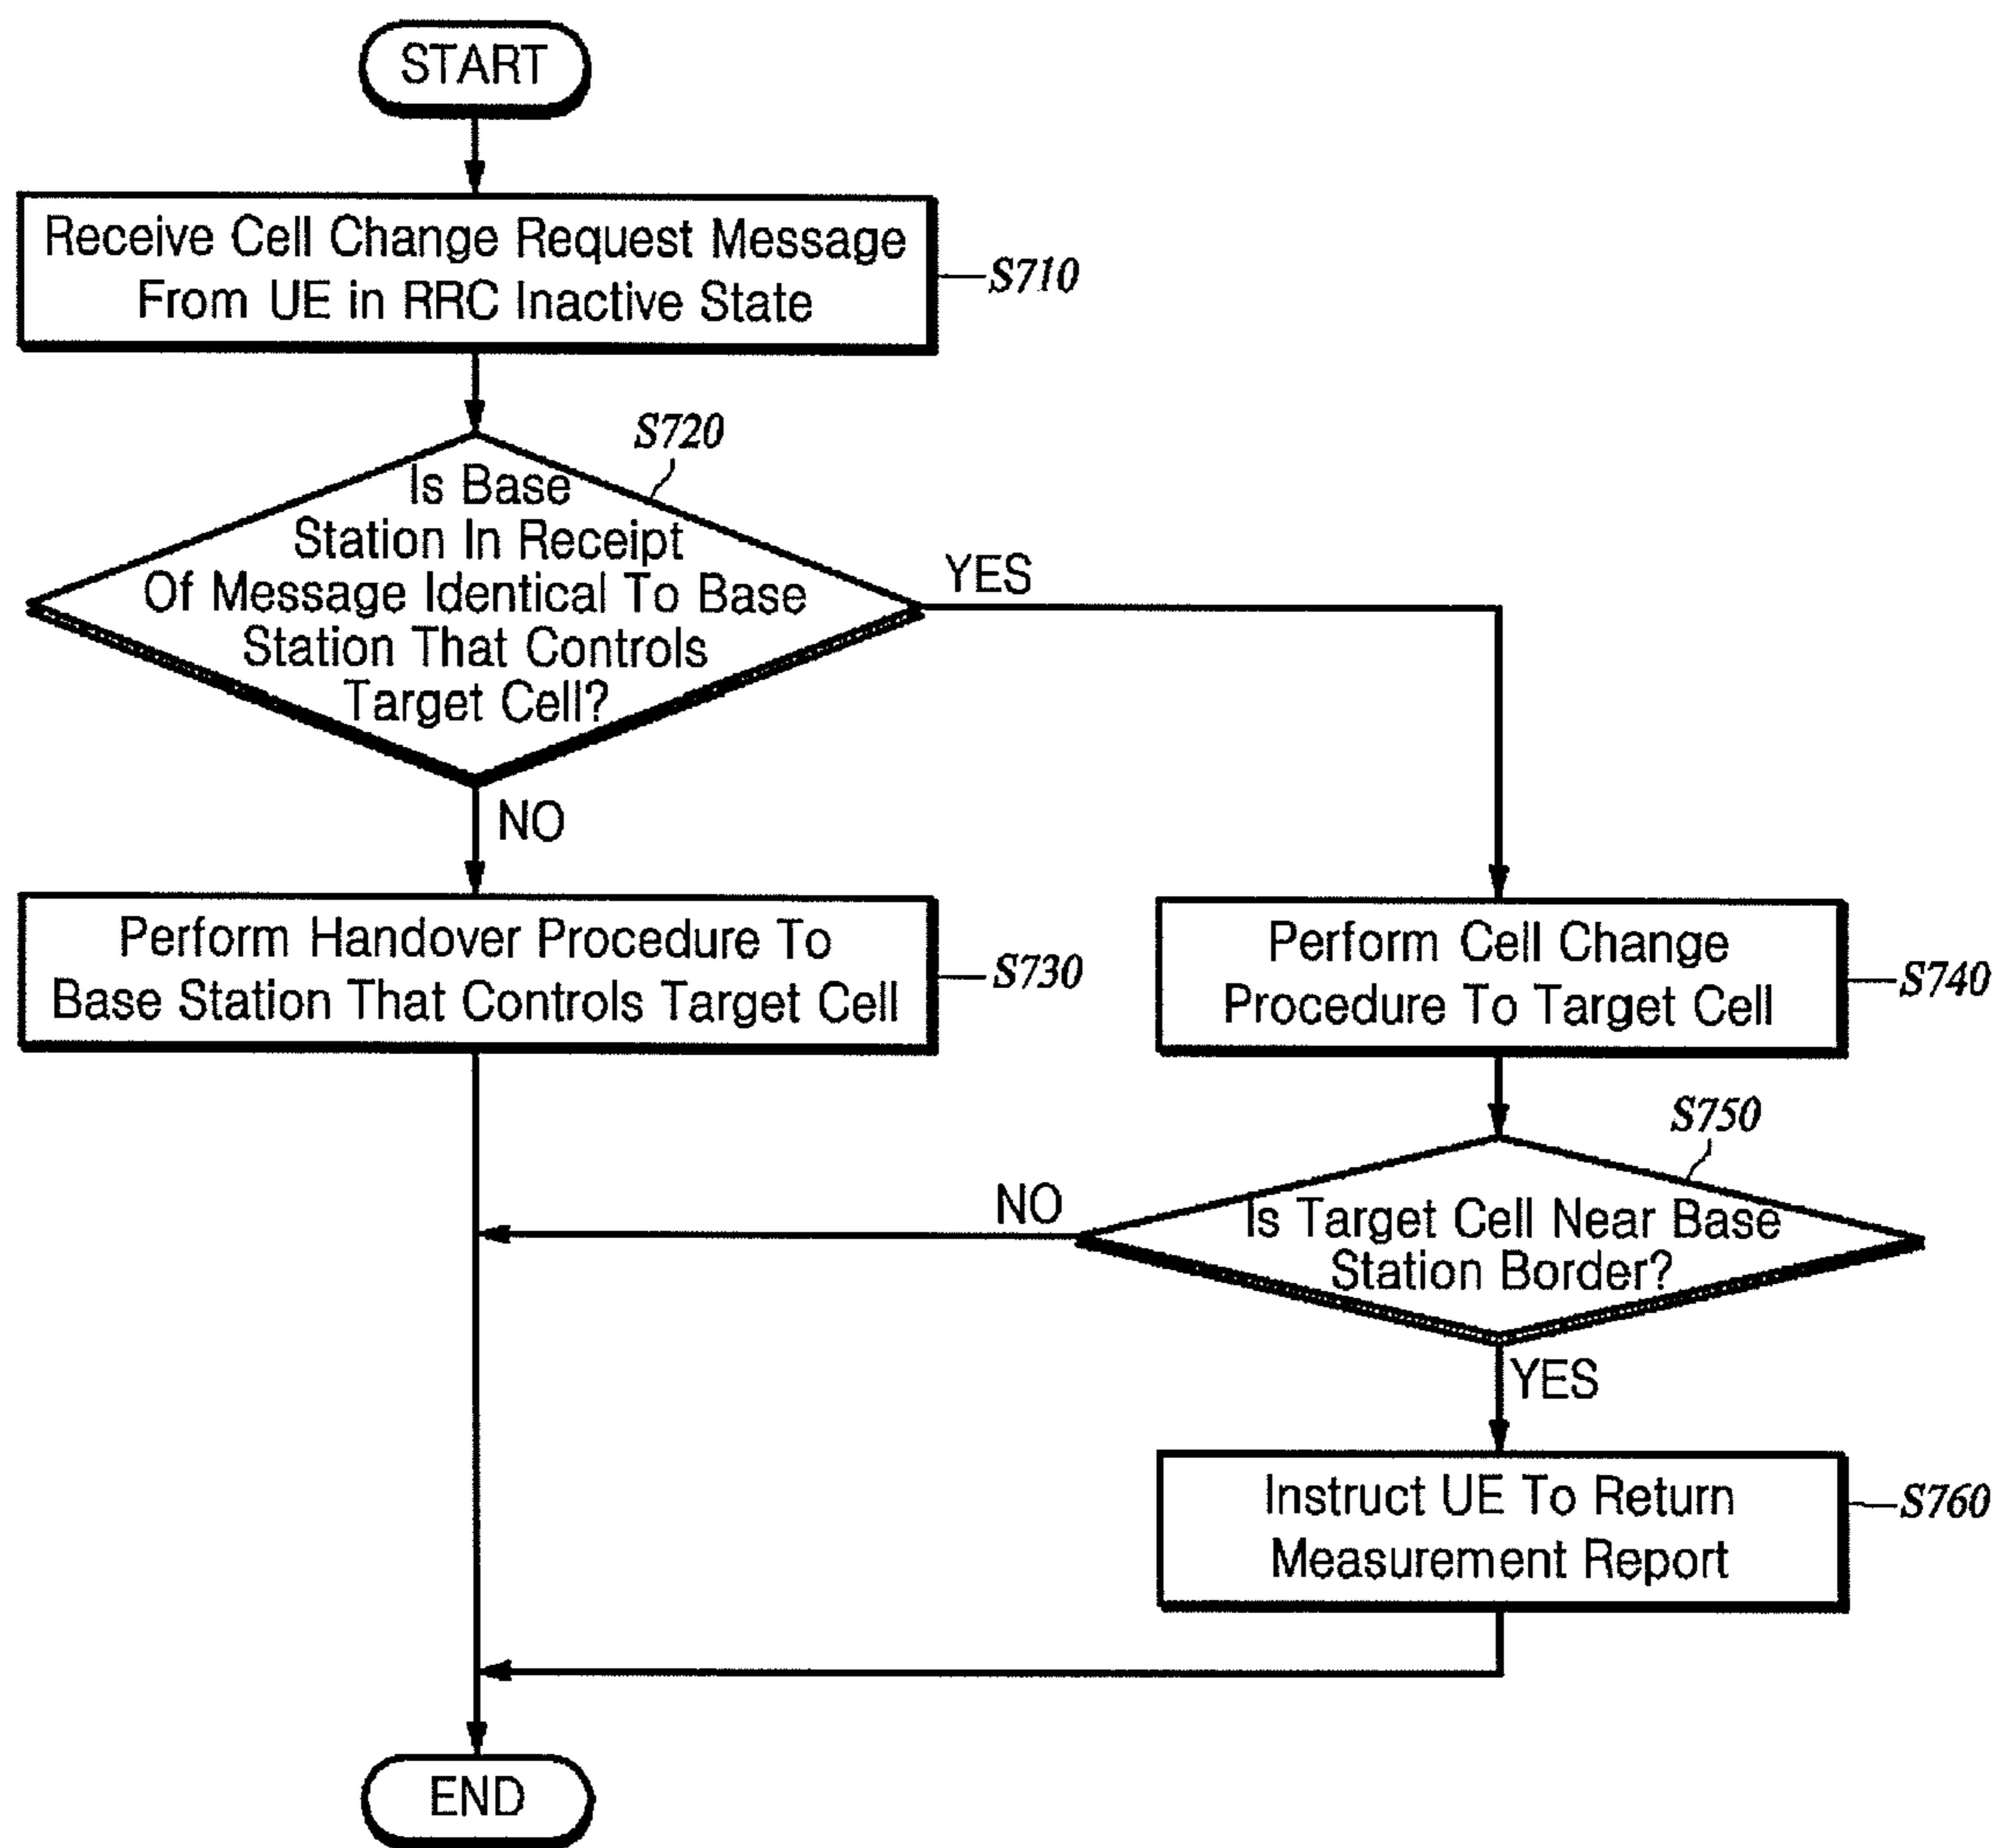 START
Receive Cell Change Request Message
From UE in RRC Inactive State
S710
S720
Is Base
Station In Receipt
Of Message Identical To Base
Station That Controls
Target Cell?
YES
NO
Perform Handover Procedure To
Base Station That Controls Target Cell
S730
Perform Cell Change
Procedure To Target Cell
S740
S750
Is Target Cell Near Base
Station Border?
NO
YES
Instruct UE To Return
Measurement Report
S760
END